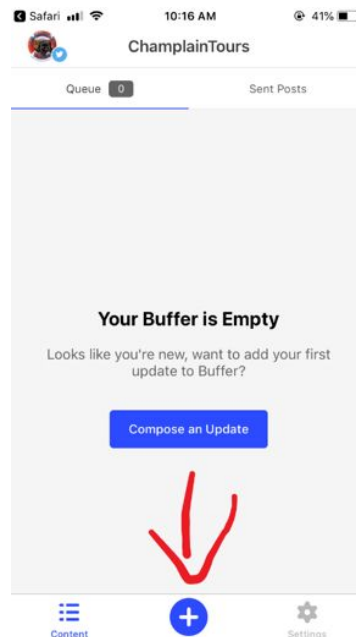 Safari 10:16 AM 41%
ChamplainTours
Queue 0 Sent Posts
Your Buffer is Empty
Looks like you're new, want to add your first
update to Buffer?
Compose an Update
Content Settings